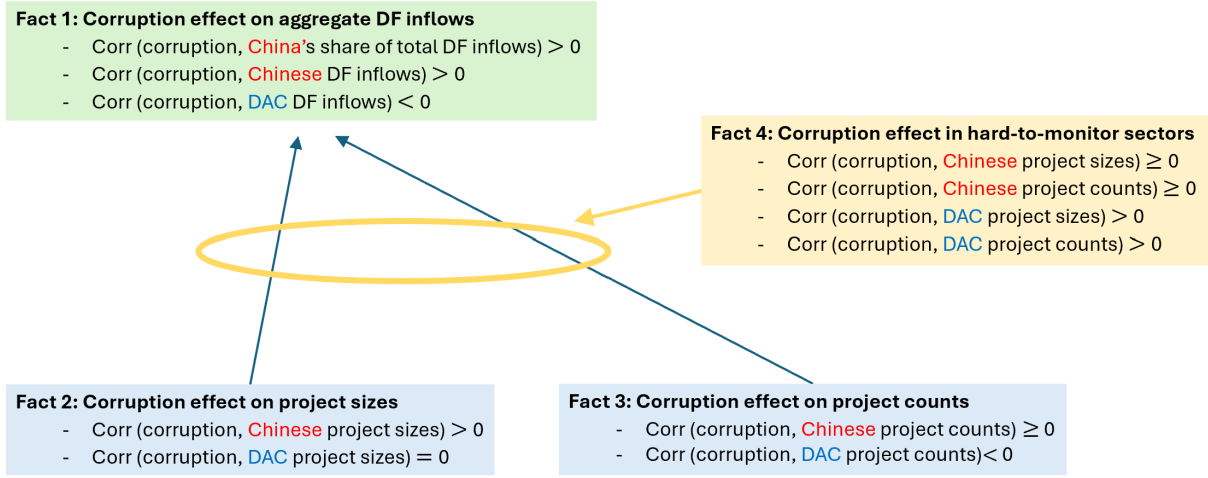 Fact 1: Corruption effect on aggregate DF inflows
- Corr (corruption, China's share of total DF inflows) > 0
- Corr (corruption, Chinese DF inflows) > 0
- Corr (corruption, DAC DF inflows) < 0
Fact 4: Corruption effect in hard-to-monitor sectors
- Corr (corruption, Chinese project sizes) ≥ 0
- Corr (corruption, Chinese project counts) ≥ 0
- Corr (corruption, DAC project sizes) > 0
- Corr (corruption, DAC project counts) > 0
Fact 2: Corruption effect on project sizes
- Corr (corruption, Chinese project sizes) > 0
- Corr (corruption, DAC project sizes) = 0
Fact 3: Corruption effect on project counts
- Corr (corruption, Chinese project counts) ≥ 0
- Corr (corruption, DAC project counts)< 0